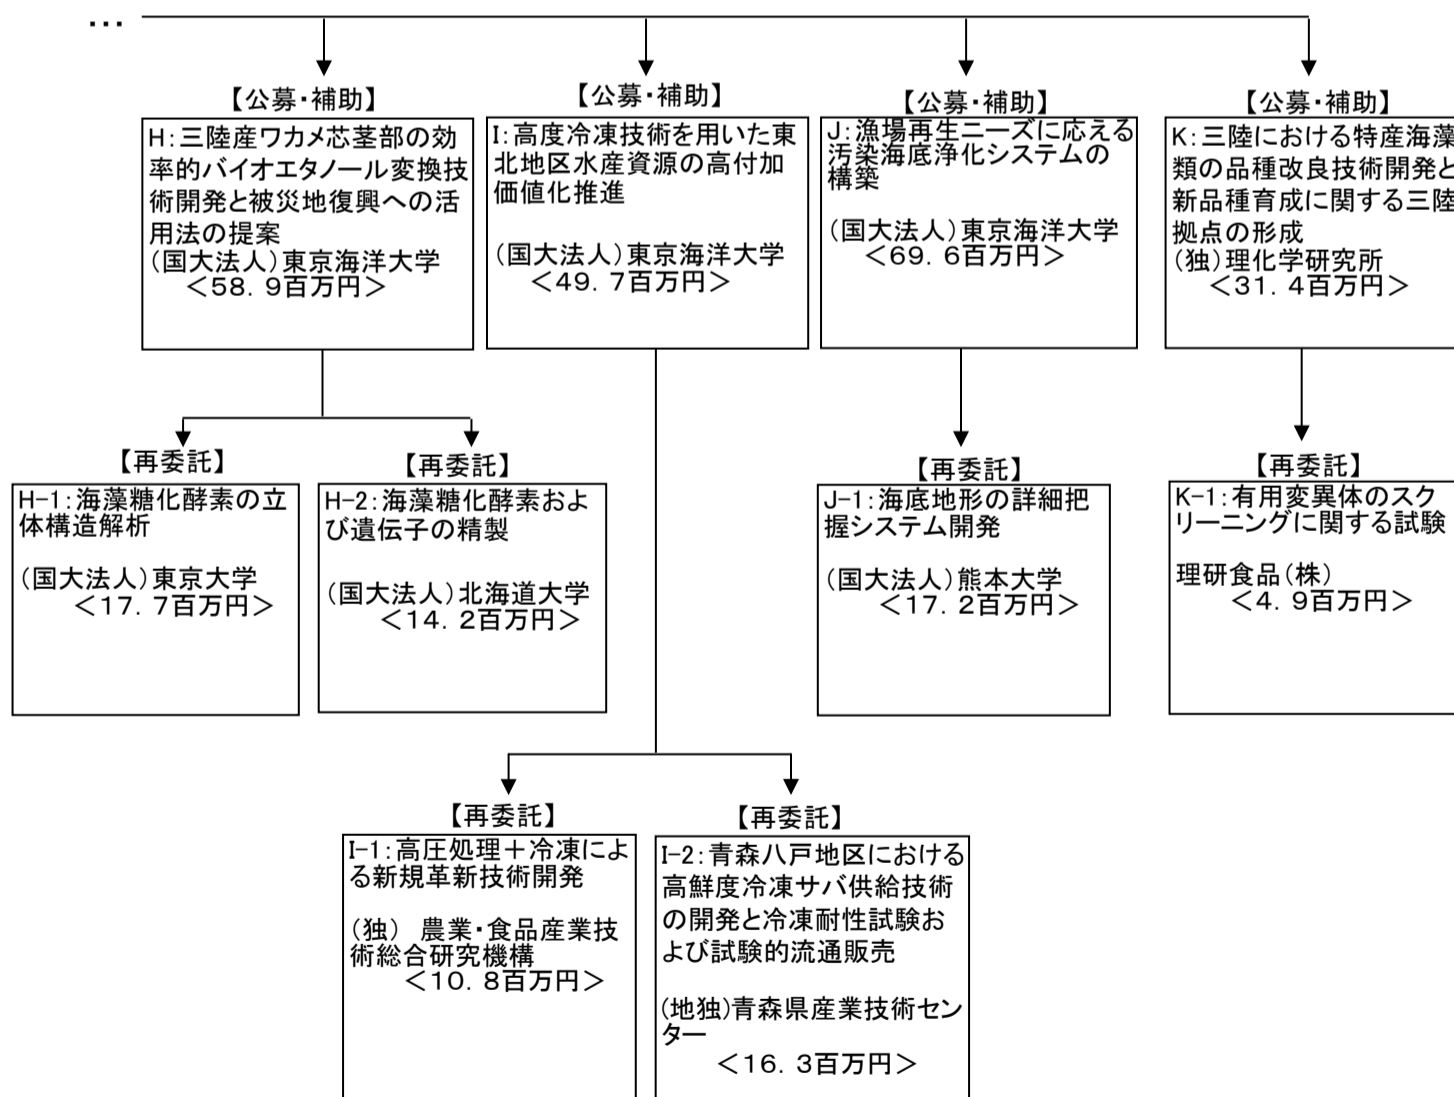 …
【公募・補助】
H：三陸産ワカメ芯茎部の効
率的バイオエタノール変換技
術開発と被災地復興への活
用法の提案
（国大法人）東京海洋大学
＜58．9百万円＞
【公募・補助】
I：高度冷凍技術を用いた東
北地区水産資源の高付加
価値化推進
（国大法人）東京海洋大学
＜49．7百万円＞
【公募・補助】
J：漁場再生ニーズに応える
汚染海底浄化システムの
構築
（国大法人）東京海洋大学
＜69．6百万円＞
【公募・補助】
K：三陸における特産海藻
類の品種改良技術開発と
新品種育成に関する三陸
拠点の形成
（独）理化学研究所
＜31．4百万円＞
【再委託】
H-1：海藻糖化酵素の立
体構造解析
（国大法人）東京大学
＜17．7百万円＞
【再委託】
H-2：海藻糖化酵素およ
び遺伝子の精製
（国大法人）北海道大学
＜14．2百万円＞
【再委託】
J-1：海底地形の詳細把
握システム開発
（国大法人）熊本大学
＜17．2百万円＞
【再委託】
K-1：有用変異体のスク
リーニングに関する試験
理研食品（株）
＜4．9百万円＞
【再委託】
I-1：高圧処理＋冷凍によ
る新規革新技術開発
（独） 農業・食品産業技
術総合研究機構
＜10．8百万円＞
【再委託】
I-2：青森八戸地区における
高鮮度冷凍サバ供給技術
の開発と冷凍耐性試験お
よび試験的流通販売
(地独)青森県産業技術セン
ター
＜16．3百万円＞